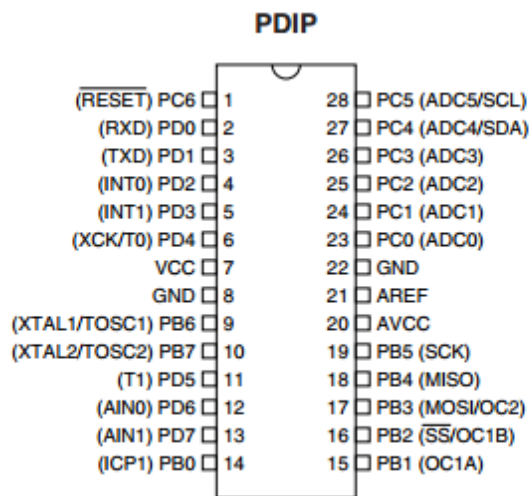 PDIP
(RESET) PC6 1 28 PC5 (ADC5/SCL)
(RXD) PD0 2 27 PC4 (ADC4/SDA)
(TXD) PD1 3 26 PC3 (ADC3)
(INT0) PD2 4 25 PC2 (ADC2)
(INT1) PD3 5 24 PC1 (ADC1)
(XCK/T0) PD4 6 23 PC0 (ADC0)
VCC 7 22 GND
GND 8 21 AREF
(XTAL1/TOSC1) PB6 9 20 AVCC
(XTAL2/TOSC2) PB7 10 19 PB5 (SCK)
(T1) PD5 11 18 PB4 (MISO)
(AIN0) PD6 12 17 PB3 (MOSI/OC2)
(AIN1) PD7 13 16 PB2 (SS/OC1B)
(ICP1) PB0 14 15 PB1 (OC1A)